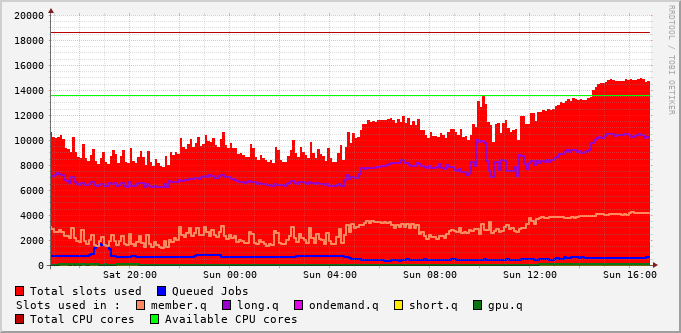 20000
18000
16000
14000
12000
10000
8000
6000
4000
2000
0
Sat 20:00 Sun 00:00 Sun 04:00 Sun 08:00 Sun 12:00 Sun 16:00
RRDTOOL / TOBI OETIKER
Total slots used Queued Jobs
Slots used in : member.q long.q ondemand.q short.q gpu.q
Total CPU cores Available CPU cores